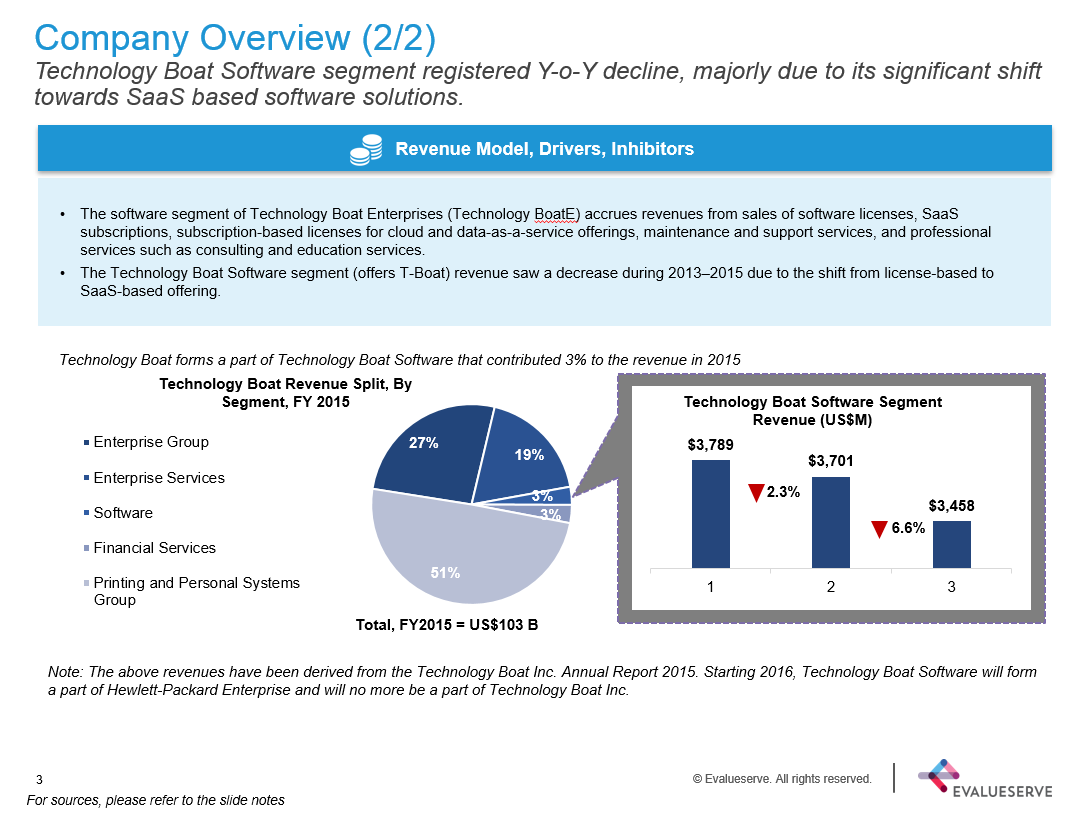 Company Overview (2/2)
Technology Boat Software segment registered Y-o-Y decline, majorly due to its significant shift
towards SaaS based software solutions.
Revenue Model, Drivers, Inhibitors
• The software segment of Technology Boat Enterprises (Technology BoatE) accrues revenues from sales of software licenses, SaaS
subscriptions, subscription-based licenses for cloud and data-as-a-service offerings, maintenance and support services, and professional
services such as consulting and education services.
• The Technology Boat Software segment (offers T-Boat) revenue saw a decrease during 2013–2015 due to the shift from license-based to
SaaS-based offering.
Technology Boat forms a part of Technology Boat Software that contributed 3% to the revenue in 2015
Technology Boat Revenue Split, By
Segment, FY 2015
Enterprise Group
Enterprise Services
Software
Financial Services
Printing and Personal Systems
Group
27%
19%
3%
3%
51%
Total, FY2015 = US$103 B
Technology Boat Software Segment
Revenue (US$M)
$3,789
$3,701
$3,458
2.3%
6.6%
1
2
3
Note: The above revenues have been derived from the Technology Boat Inc. Annual Report 2015. Starting 2016, Technology Boat Software will form
a part of Hewlett-Packard Enterprise and will no more be a part of Technology Boat Inc.
3
© Evalueserve. All rights reserved.
EVALUESERVE
For sources, please refer to the slide notes